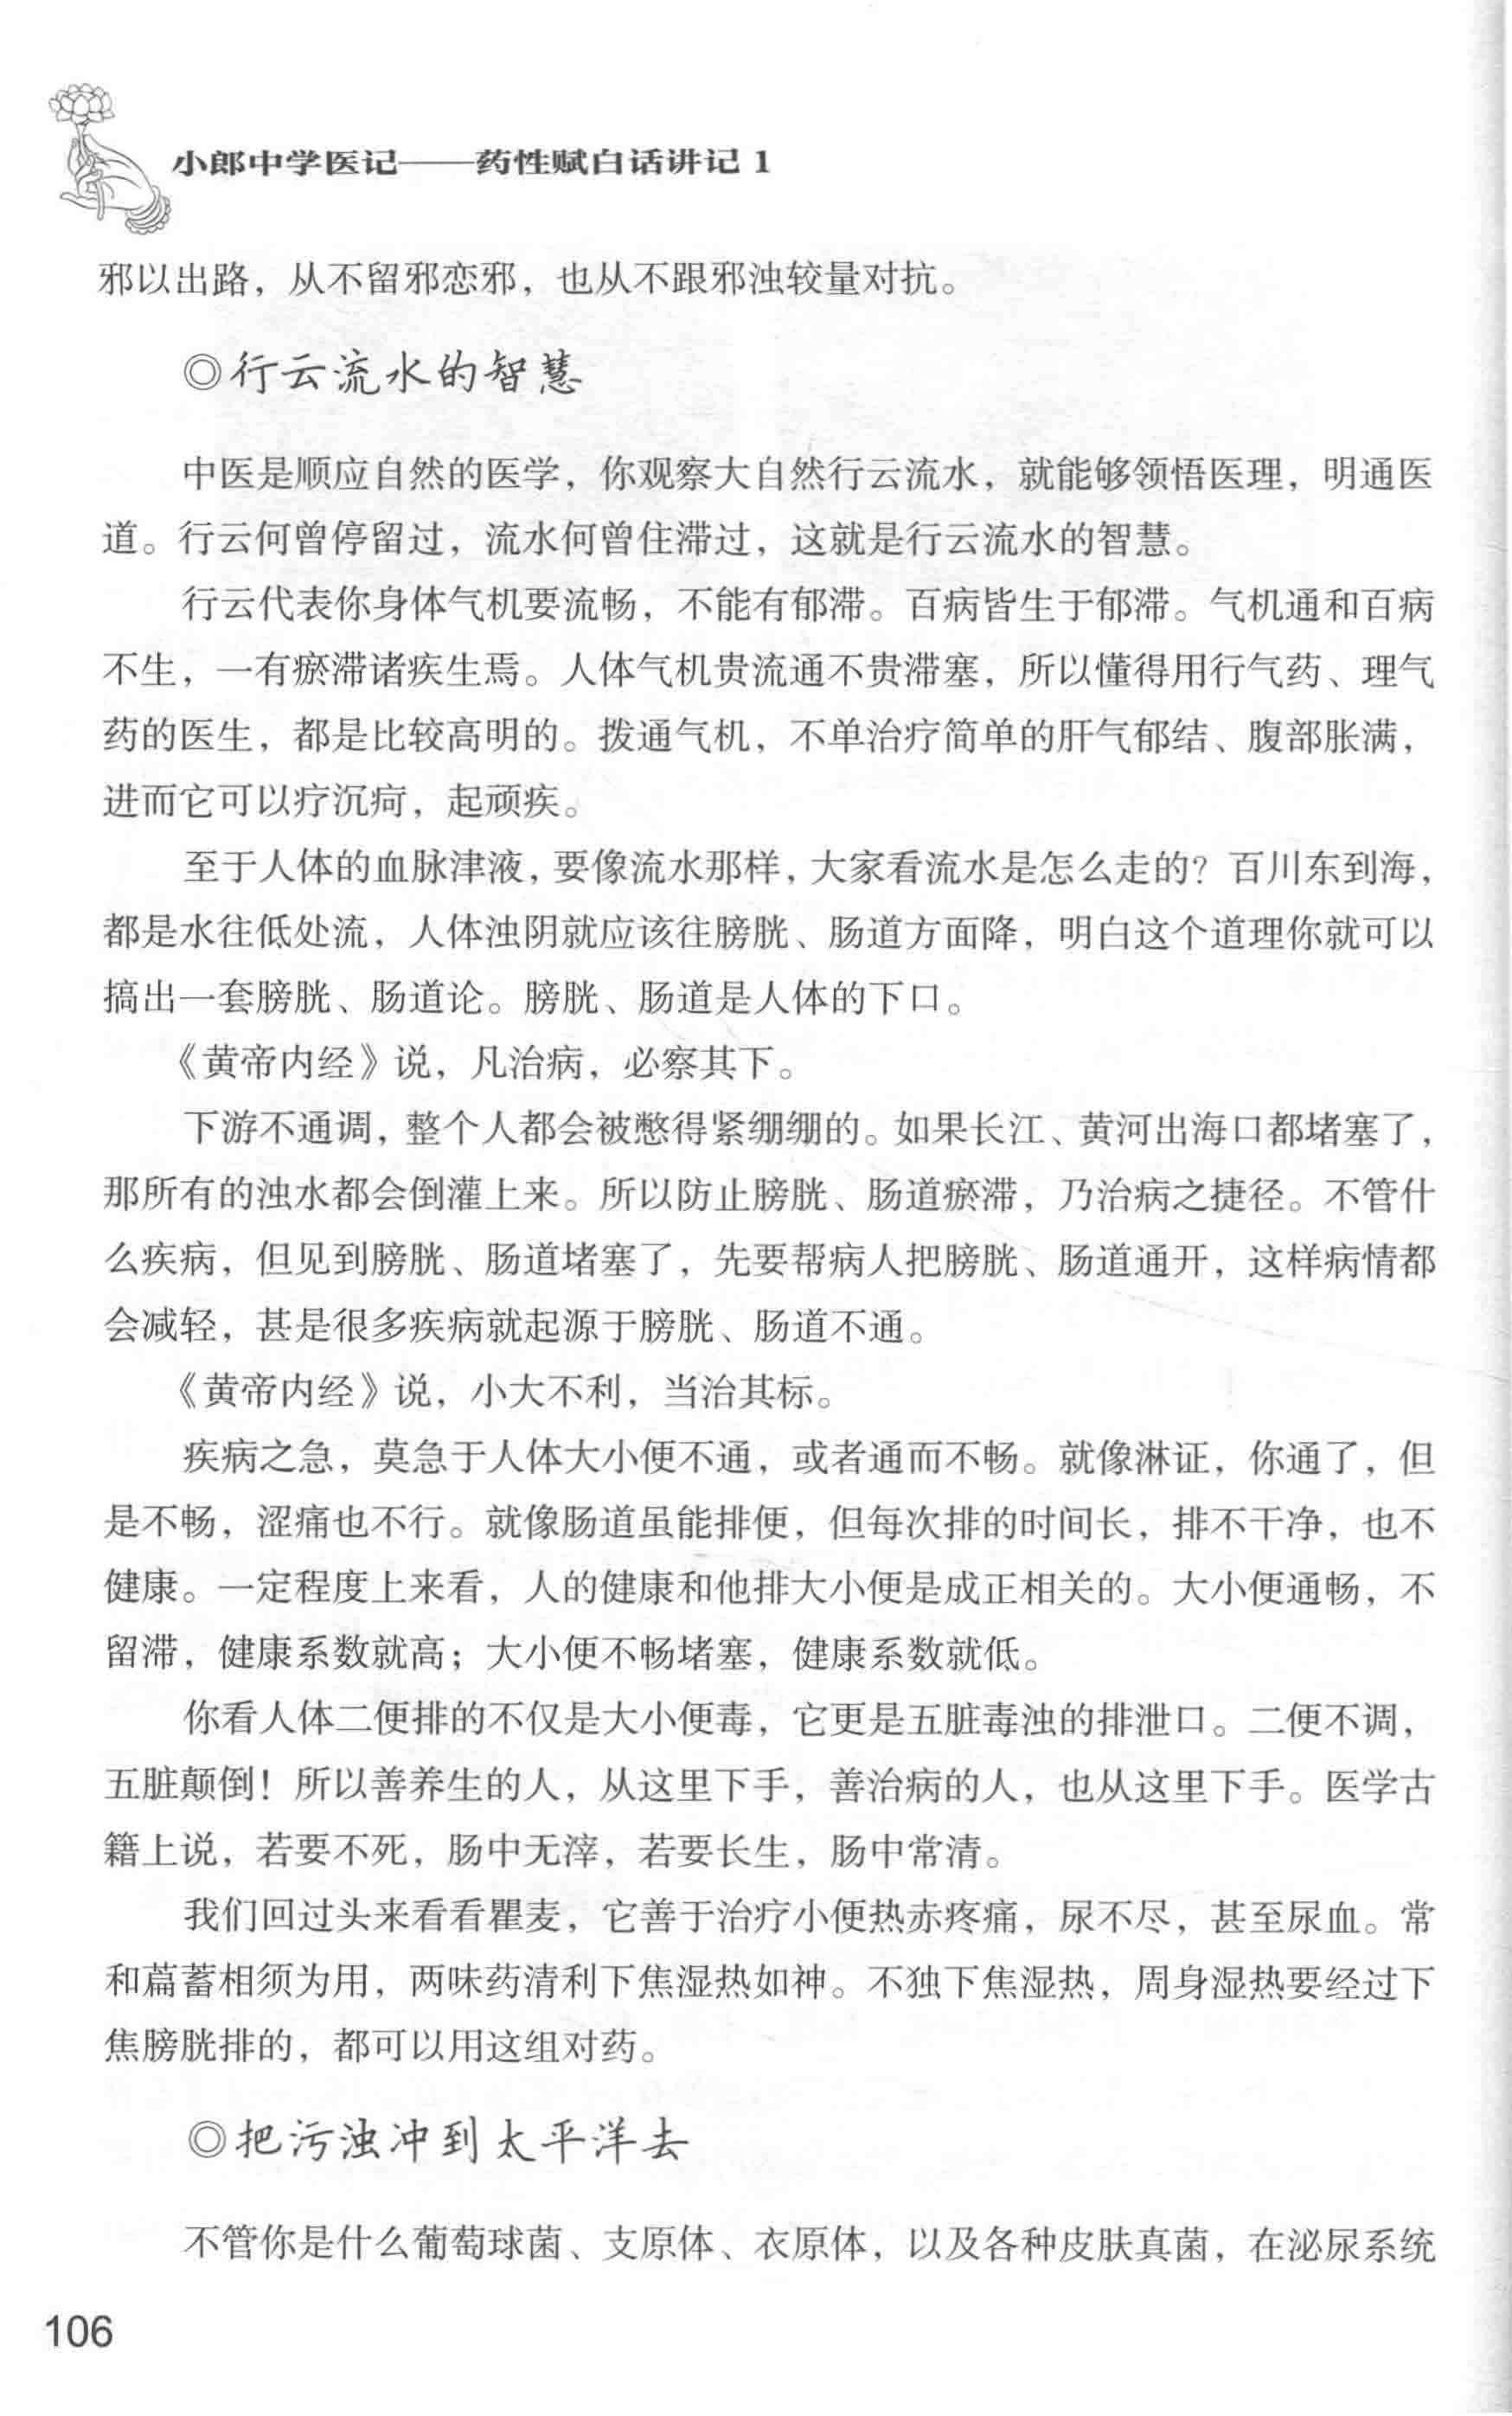 小郎中学医记——药性赋白话讲记 1
邪以出路，从不留邪恋邪，也从不跟邪浊较量对抗。
◎行云流水的智慧
中医是顺应自然的医学，你观察大自然行云流水，就能够领悟医理，明通医
道。行云何曾停留过，流水何曾住滞过，这就是行云流水的智慧。
行云代表你身体气机要流畅，不能有郁滞。百病皆生于郁滞。气机通和百病
不生，一有瘀滞诸疾生焉。人体气机贵流通不贵滞塞，所以懂得用行气药、理气
药的医生，都是比较高明的。拨通气机，不单治疗简单的肝气郁结、腹部胀满，
进而它可以疗沉疴，起顽疾。
至于人体的血脉津液，要像流水那样，大家看流水是怎么走的？百川东到海，
都是水往低处流，人体浊阴就应该往膀胱、肠道方面降，明白这个道理你就可以
搞出一套膀胱、肠道论。膀胱、肠道是人体的下口。
《黄帝内经》说，凡治病，必察其下。
下游不通调，整个人都会被憋得紧绷绷的。如果长江、黄河出海口都堵塞了，
那所有的浊水都会倒灌上来。所以防止膀胱、肠道瘀滞，乃治病之捷径。不管什
么疾病，但见到膀胱、肠道堵塞了，先要帮病人把膀胱、肠道通开，这样病情都
会减轻，甚是很多疾病就起源于膀胱、肠道不通。
《黄帝内经》说，小大不利，当治其标。
疾病之急，莫急于人体大小便不通，或者通而不畅。就像淋证，你通了，但
是不畅，涩痛也不行。就像肠道虽能排便，但每次排的时间长，排不干净，也不
健康。一定程度上来看，人的健康和他排大小便是成正相关的。大小便通畅，不
留滞，健康系数就高；大小便不畅堵塞，健康系数就低。
你看人体二便排的不仅是大小便毒，它更是五脏毒浊的排泄口。二便不调，
五脏颠倒！所以善养生的人，从这里下手，善治病的人，也从这里下手。医学古
籍上说，若要不死，肠中无滓，若要长生，肠中常清。
我们回过头来看看瞿麦，它善于治疗小便热赤疼痛，尿不尽，甚至尿血。常
和萹蓄相须为用，两味药清利下焦湿热如神。不独下焦湿热，周身湿热要经过下
焦膀胱排的，都可以用这组对药。
◎把污浊冲到太平洋去
不管你是什么葡萄球菌、支原体、衣原体，以及各种皮肤真菌，在泌尿系统
106